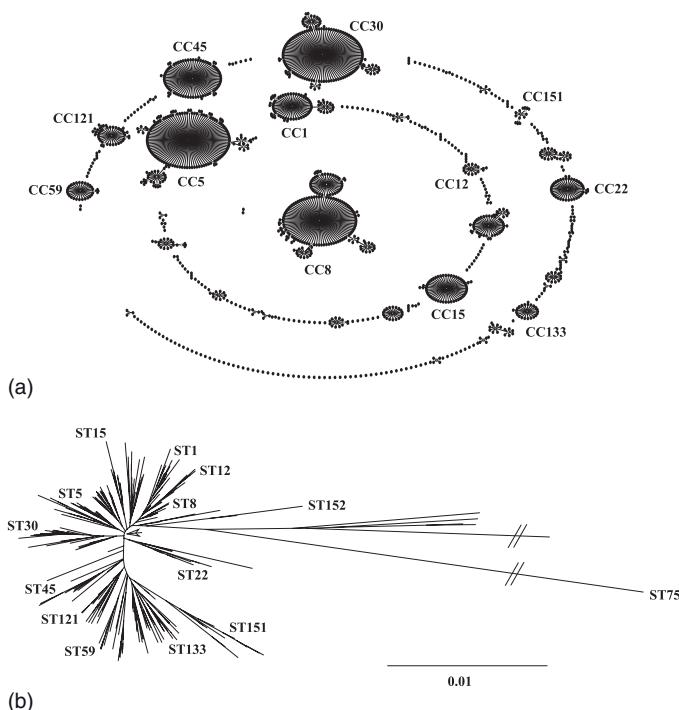 CC30
CC45
CC151
CC121
CC1
CC12
CC59
CC5
CC22
CC8
CC15
CC133
(a)
ST15
ST1
ST12
ST5
ST8
ST152
ST30
ST22
ST45
ST75
ST121
ST151
ST59
ST133
0.01
(b)